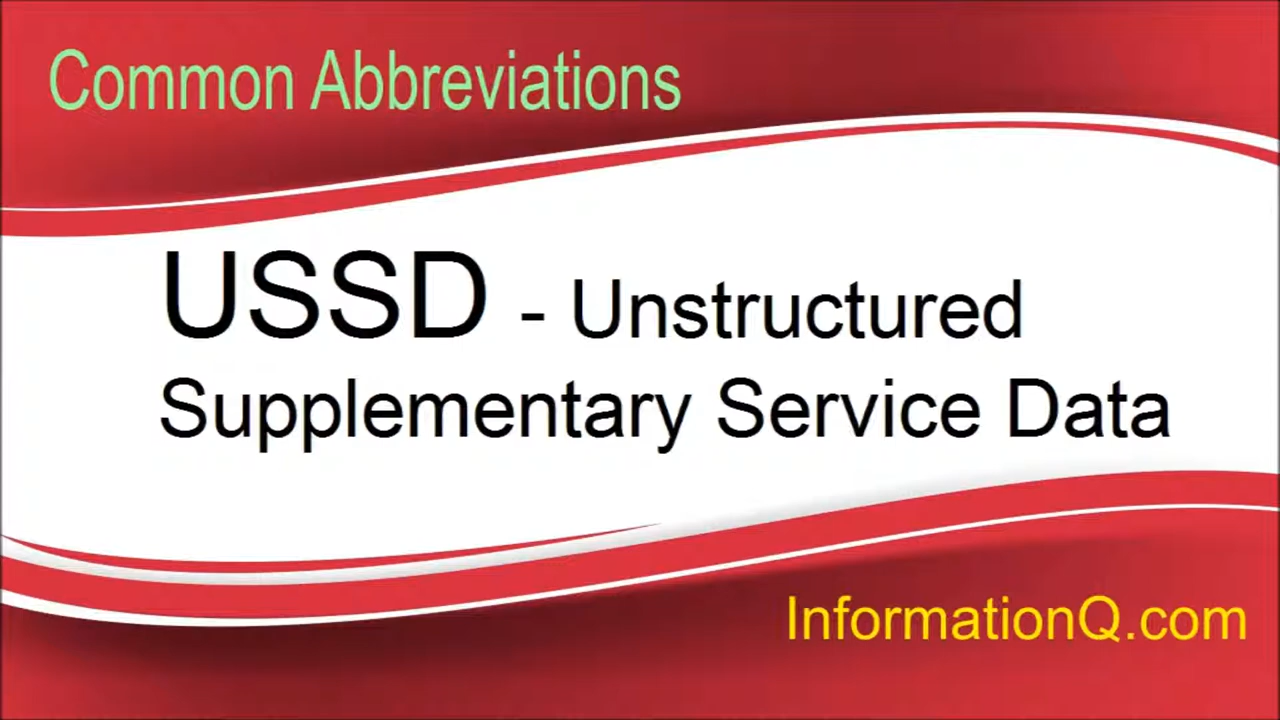 Common Abbreviations
USSD - Unstructured
Supplementary Service Data
InformationQ.com